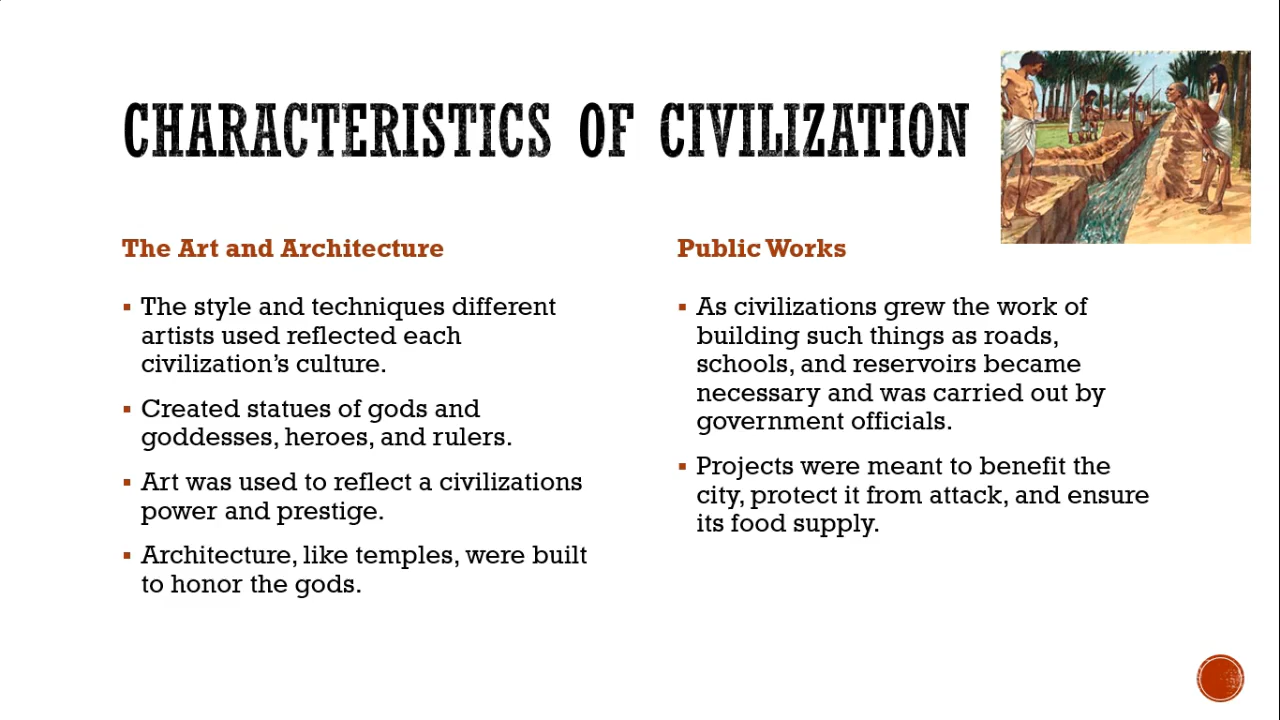 CHARACTERISTICS OF CIVILIZATION
The Art and Architecture
▪ The style and techniques different
artists used reflected each
civilization's culture.
▪ Created statues of gods and
goddesses, heroes, and rulers.
▪ Art was used to reflect a civilizations
power and prestige.
▪ Architecture, like temples, were built
to honor the gods.
Public Works
▪ As civilizations grew the work of
building such things as roads,
schools, and reservoirs became
necessary and was carried out by
government officials.
▪ Projects were meant to benefit the
city, protect it from attack, and ensure
its food supply.